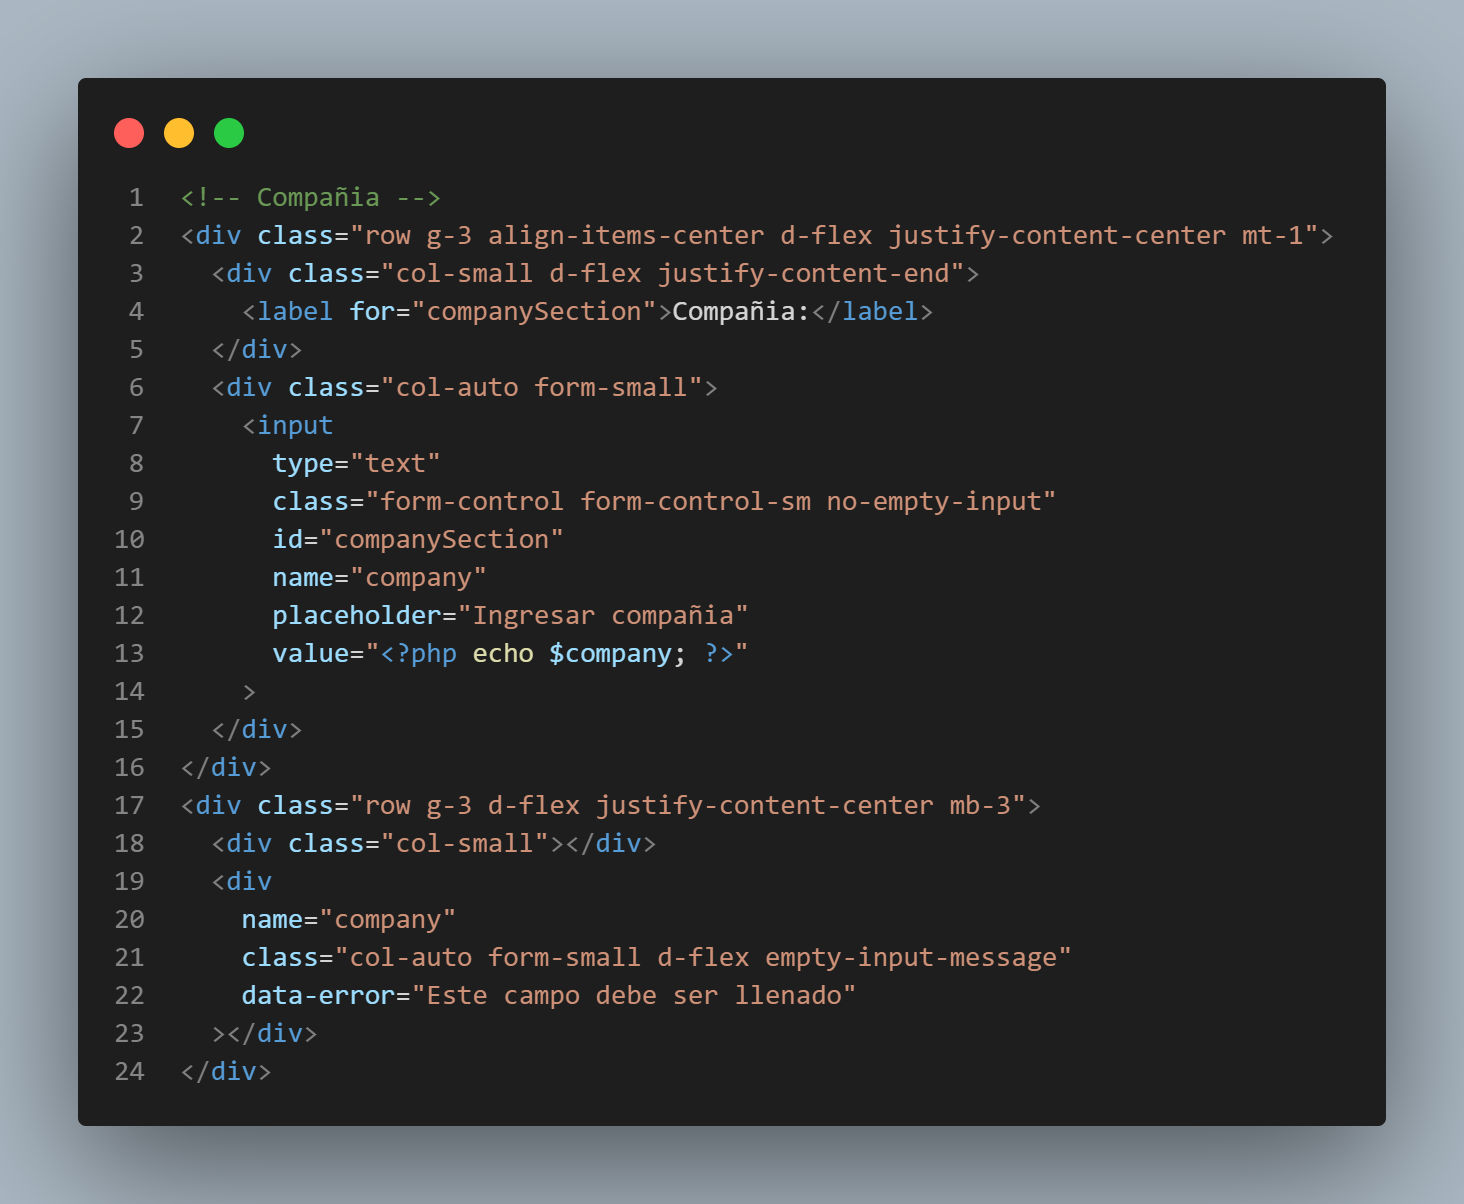 1 <!-- Compañia -->
2 <div class="row g-3 align-items-center d-flex justify-content-center mt-1">
3   <div class="col-small d-flex justify-content-end">
4     <label for="companySection">Compañia:</label>
5   </div>
6   <div class="col-auto form-small">
7     <input
8       type="text"
9       class="form-control form-control-sm no-empty-input"
10       id="companySection"
11       name="company"
12       placeholder="Ingresar compañia"
13       value="<?php echo $company; ?>"
14     >
15   </div>
16 </div>
17 <div class="row g-3 d-flex justify-content-center mb-3">
18   <div class="col-small"></div>
19   <div
20     name="company"
21     class="col-auto form-small d-flex empty-input-message"
22     data-error="Este campo debe ser llenado"
23   ></div>
24 </div>